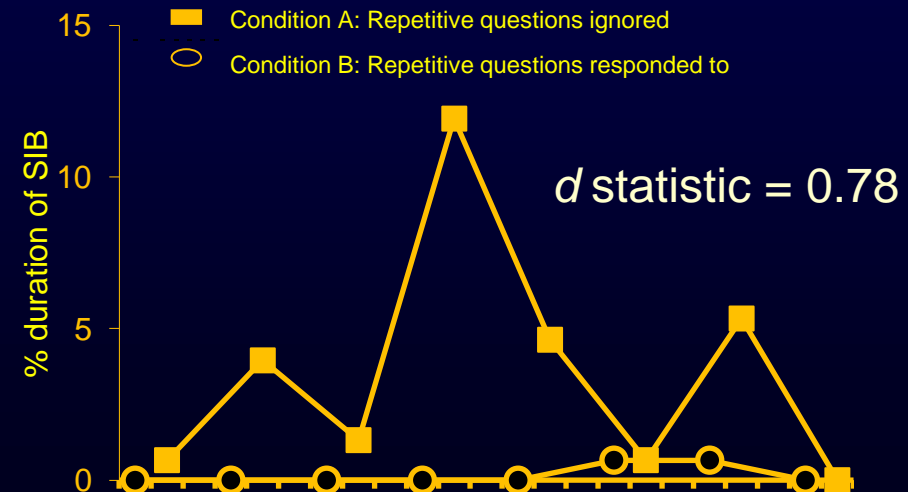 15
Condition A: Repetitive questions ignored
Condition B: Repetitive questions responded to
% duration of SIB
10
d statistic = 0.78
5
0